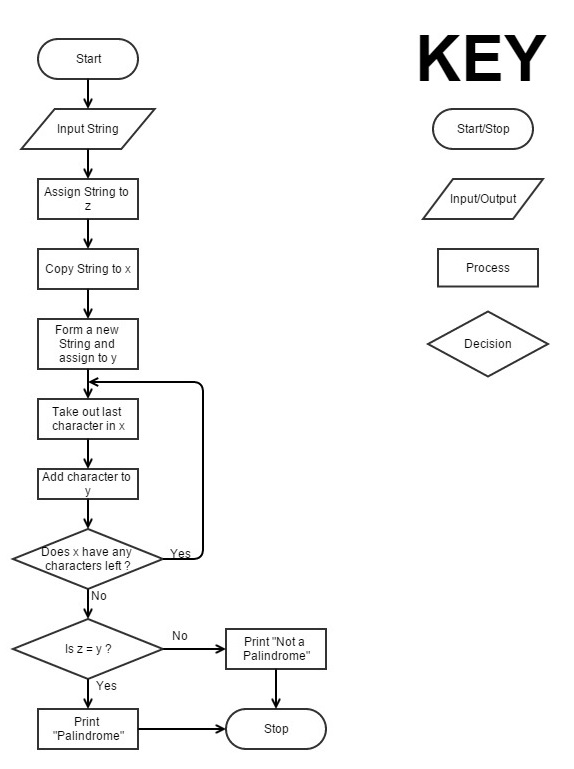 Start
Input String
Assign String to
z
Copy String to x
Form a new
String and
assign to y
Take out last
character in x
Add character to
y
Does x have any
characters left ?
Yes
No
Is z = y ?
No
Yes
Print "Not a
Palindrome"
Print
"Palindrome"
Stop
KEY
Start/Stop
Input/Output
Process
Decision